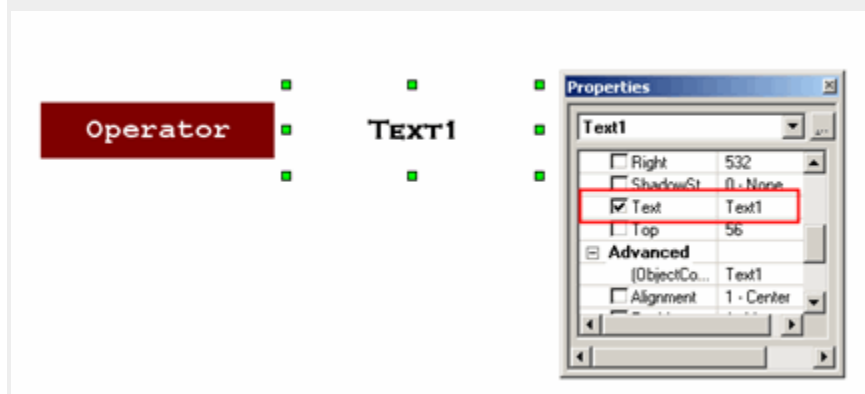 Operator
Text1
Properties
Text1
Right 532
ShadowSt 0 - None
Text Text1
Top 56
Advanced
(ObjectCo... Text1
Alignment 1 - Center